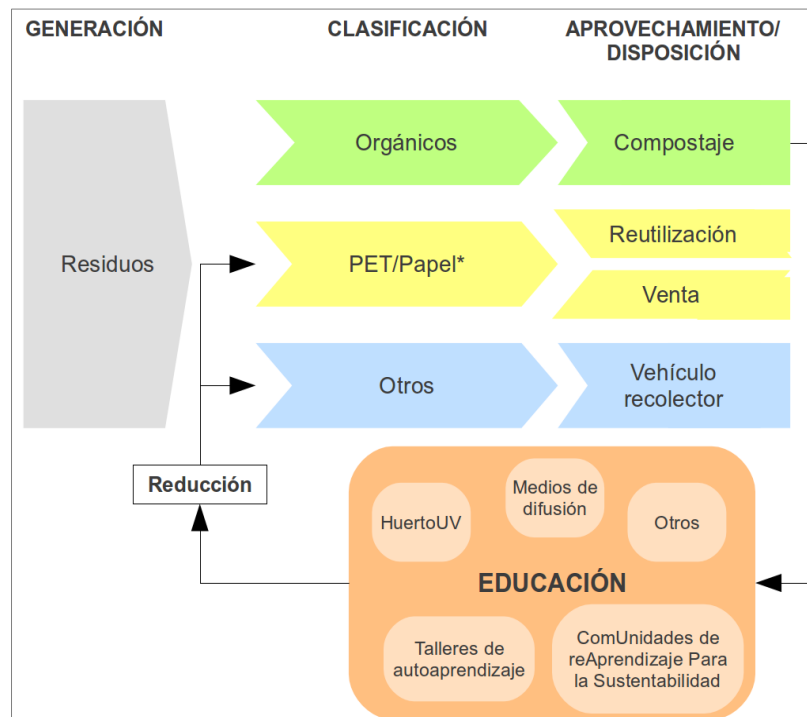 GENERACIÓN
CLASIFICACIÓN
APROVECHAMIENTO/
DISPOSICIÓN
Residuos
Orgánicos
Compostaje
PET/Papel*
Reutilización
Venta
Otros
Vehículo
recolector
Reducción
HuertoUV
Medios de
difusión
Otros
EDUCACIÓN
Talleres de
autoaprendizaje
ComUnidades de
reAprendizaje Para
la Sustentabilidad